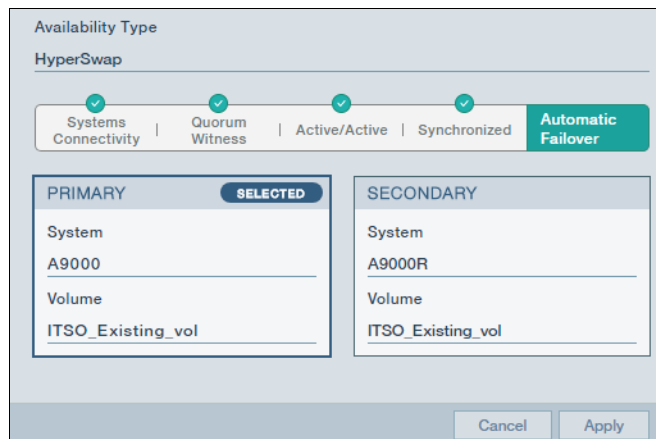 Availability Type
HyperSwap
Systems Connectivity | Quorum Witness | Active/Active | Synchronized Automatic Failover
PRIMARY SELECTED
System
A9000
Volume
ITSO_Existing_vol
SECONDARY
System
A9000R
Volume
ITSO_Existing_vol
Cancel Apply